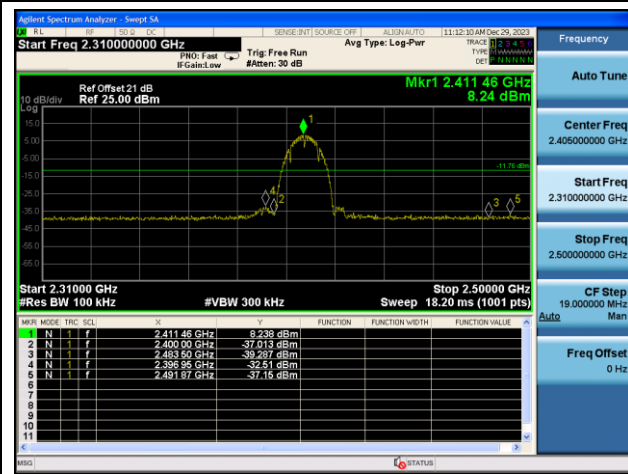 Agilent Spectrum Analyzer - Swept SA
RL RF 50 Ω DC SENSE:INT SOURCE OFF ALIGN AUTO 11:12:10 AM Dec 29, 2023
Start Freq 2.310000000 GHz
PNO: Fast
IFGain:Low
Trig: Free Run
#Atten: 30 dB
Avg Type: Log-Pwr
TRACE 1 2 3 4 5 6
TYPE M
DET P N N N N N
Ref Offset 21 dB
Ref 25.00 dBm
10 dB/div
Log
Mkr1 2.411 46 GHz
8.24 dBm
15.0
5.00
-5.00
-15.0
-25.0
-35.0
-45.0
-55.0
-65.0
-11.76 dBm
1
4
2
3
5
Start 2.31000 GHz
#Res BW 100 kHz
#VBW 300 kHz
Stop 2.50000 GHz
Sweep 18.20 ms (1001 pts)
MKR MODE TRC SCL X Y FUNCTION FUNCTION WIDTH FUNCTION VALUE
1 N 1 f 2.411 46 GHz 8.238 dBm
2 N 1 f 2.400 00 GHz -37.013 dBm
3 N 1 f 2.483 50 GHz -39.287 dBm
4 N 1 f 2.396 95 GHz -32.51 dBm
5 N 1 f 2.491 87 GHz -37.15 dBm
6
7
8
9
10
11
MSG
STATUS
Frequency
Auto Tune
Center Freq
2.405000000 GHz
Start Freq
2.310000000 GHz
Stop Freq
2.500000000 GHz
CF Step
19.000000 MHz
Auto Man
Freq Offset
0 Hz